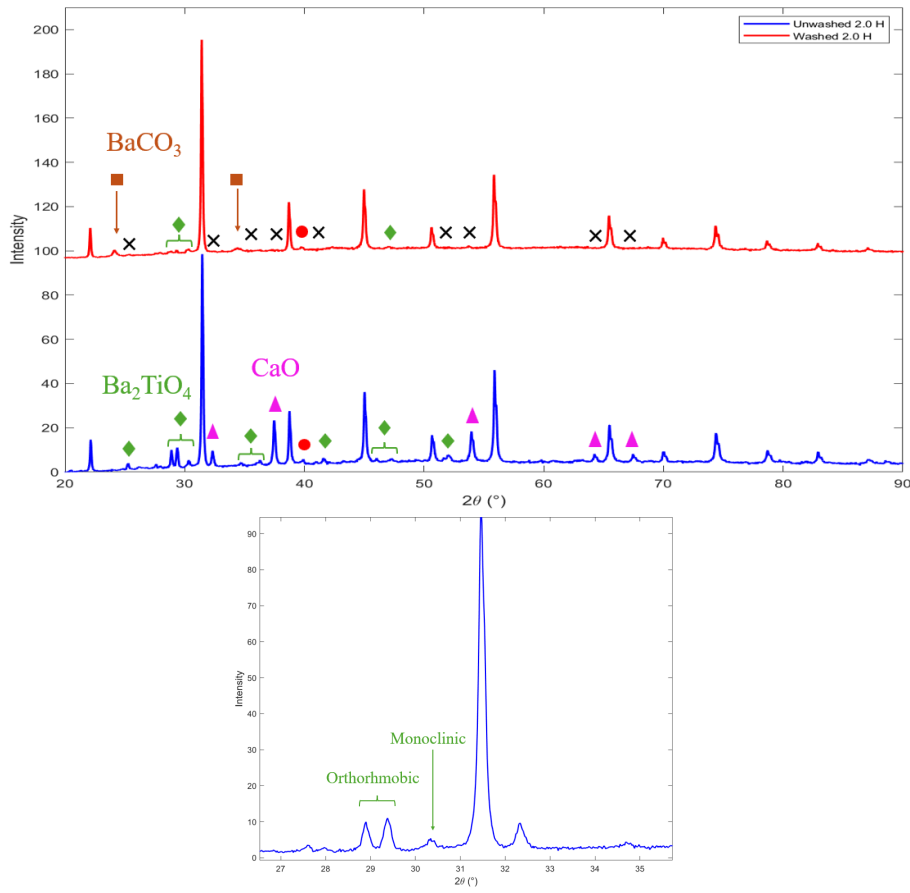 200
180
160
140
120
100
80
60
40
20
0
Intensity
Unwashed 2.0 H
Washed 2.0 H
BaCO₃
Ba₂TiO₄
CaO
20 30 40 50 60 70 80 90
2θ (°)
90
80
70
60
50
40
30
20
10
0
Intensity
Monoclinic
Orthorhmobic
27 28 29 30 31 32 33 34 35
2θ (°)